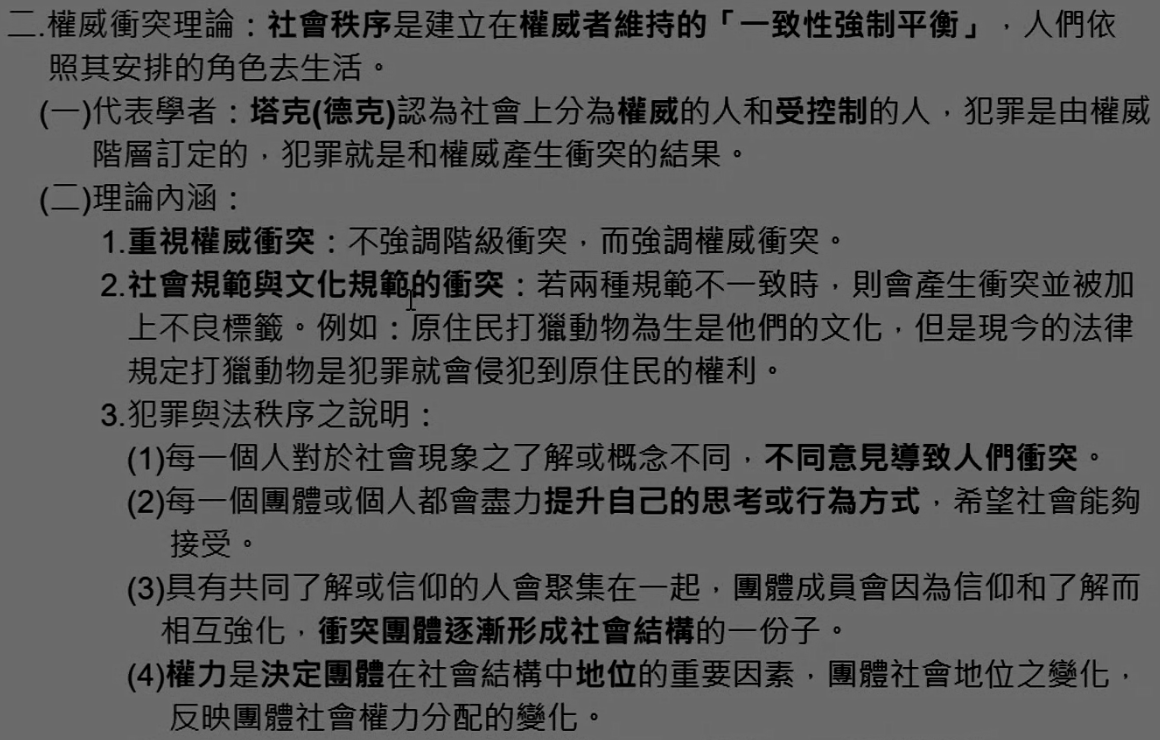 二.權威衝突理論：社會秩序是建立在權威者維持的「一致性強制平衡」，人們依
照其安排的角色去生活。
(一)代表學者：塔克(德克)認為社會上分為權威的人和受控制的人，犯罪是由權威
階層訂定的，犯罪就是和權威產生衝突的結果。
(二)理論內涵：
1.重視權威衝突：不強調階級衝突，而強調權威衝突。
2.社會規範與文化規範的衝突：若兩種規範不一致時，則會產生衝突並被加
上不良標籤。例如：原住民打獵動物為生是他們的文化，但是現今的法律
規定打獵動物是犯罪就會侵犯到原住民的權利。
3.犯罪與法秩序之說明：
(1)每一個人對於社會現象之了解或概念不同，不同意見導致人們衝突。
(2)每一個團體或個人都會盡力提升自己的思考或行為方式，希望社會能夠
接受。
(3)具有共同了解或信仰的人會聚集在一起，團體成員會因為信仰和了解而
相互強化，衝突團體逐漸形成社會結構的一份子。
(4)權力是決定團體在社會結構中地位的重要因素，團體社會地位之變化，
反映團體社會權力分配的變化。